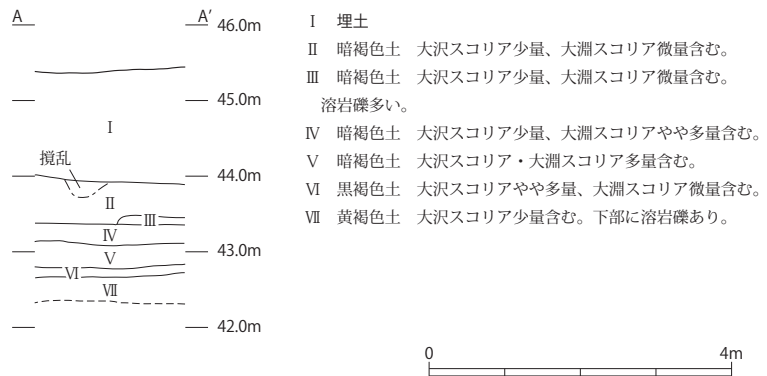 A A′ 46.0m
45.0m
Ⅰ
撹乱
44.0m
Ⅱ
Ⅲ
Ⅳ
43.0m
Ⅴ
Ⅵ
Ⅶ
42.0m
Ⅰ 埋土
Ⅱ 暗褐色土 大沢スコリア少量、大淵スコリア微量含む。
Ⅲ 暗褐色土 大沢スコリア少量、大淵スコリア微量含む。
溶岩礫多い。
Ⅳ 暗褐色土 大沢スコリア少量、大淵スコリアやや多量含む。
Ⅴ 暗褐色土 大沢スコリア・大淵スコリア多量含む。
Ⅵ 黒褐色土 大沢スコリアやや多量、大淵スコリア微量含む。
Ⅶ 黄褐色土 大沢スコリア少量含む。下部に溶岩礫あり。
0 4m